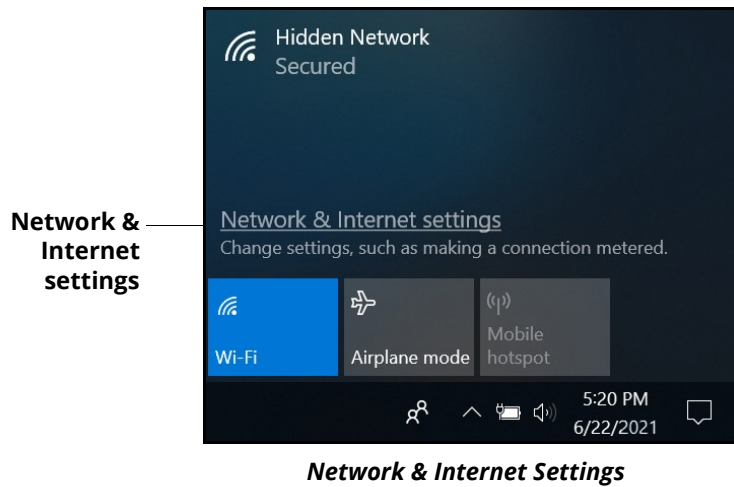 Hidden Network
Secured
Network &
Internet
settings
Network & Internet settings
Change settings, such as making a connection metered.
Wi-Fi
Airplane mode
Mobile
hotspot
5:20 PM
6/22/2021
Network & Internet Settings